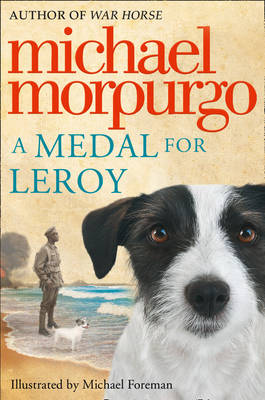 AUTHOR OF WAR HORSE
michael
morpurgo
A MEDAL FOR
LEROY
Illustrated by Michael Foreman